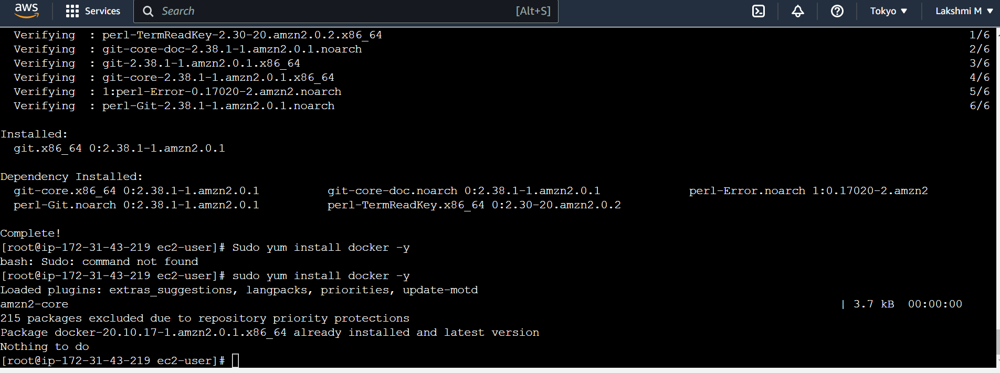 aws Services Search [Alt+S] Tokyo Lakshmi M
Verifying : perl-TermReadKey-2.30-20.amzn2.0.2.x86_64 1/6
Verifying : git-core-doc-2.38.1-1.amzn2.0.1.noarch 2/6
Verifying : git-2.38.1-1.amzn2.0.1.x86_64 3/6
Verifying : git-core-2.38.1-1.amzn2.0.1.x86_64 4/6
Verifying : 1:perl-Error-0.17020-2.amzn2.noarch 5/6
Verifying : perl-Git-2.38.1-1.amzn2.0.1.noarch 6/6
Installed:
git.x86_64 0:2.38.1-1.amzn2.0.1
Dependency Installed:
git-core.x86_64 0:2.38.1-1.amzn2.0.1 git-core-doc.noarch 0:2.38.1-1.amzn2.0.1 perl-Error.noarch 1:0.17020-2.amzn2
perl-Git.noarch 0:2.38.1-1.amzn2.0.1 perl-TermReadKey.x86_64 0:2.30-20.amzn2.0.2
Complete!
[root@ip-172-31-43-219 ec2-user]# Sudo yum install docker -y
bash: Sudo: command not found
[root@ip-172-31-43-219 ec2-user]# sudo yum install docker -y
Loaded plugins: extras_suggestions, langpacks, priorities, update-motd
amzn2-core | 3.7 kB 00:00:00
215 packages excluded due to repository priority protections
Package docker-20.10.17-1.amzn2.0.1.x86_64 already installed and latest version
Nothing to do
[root@ip-172-31-43-219 ec2-user]#